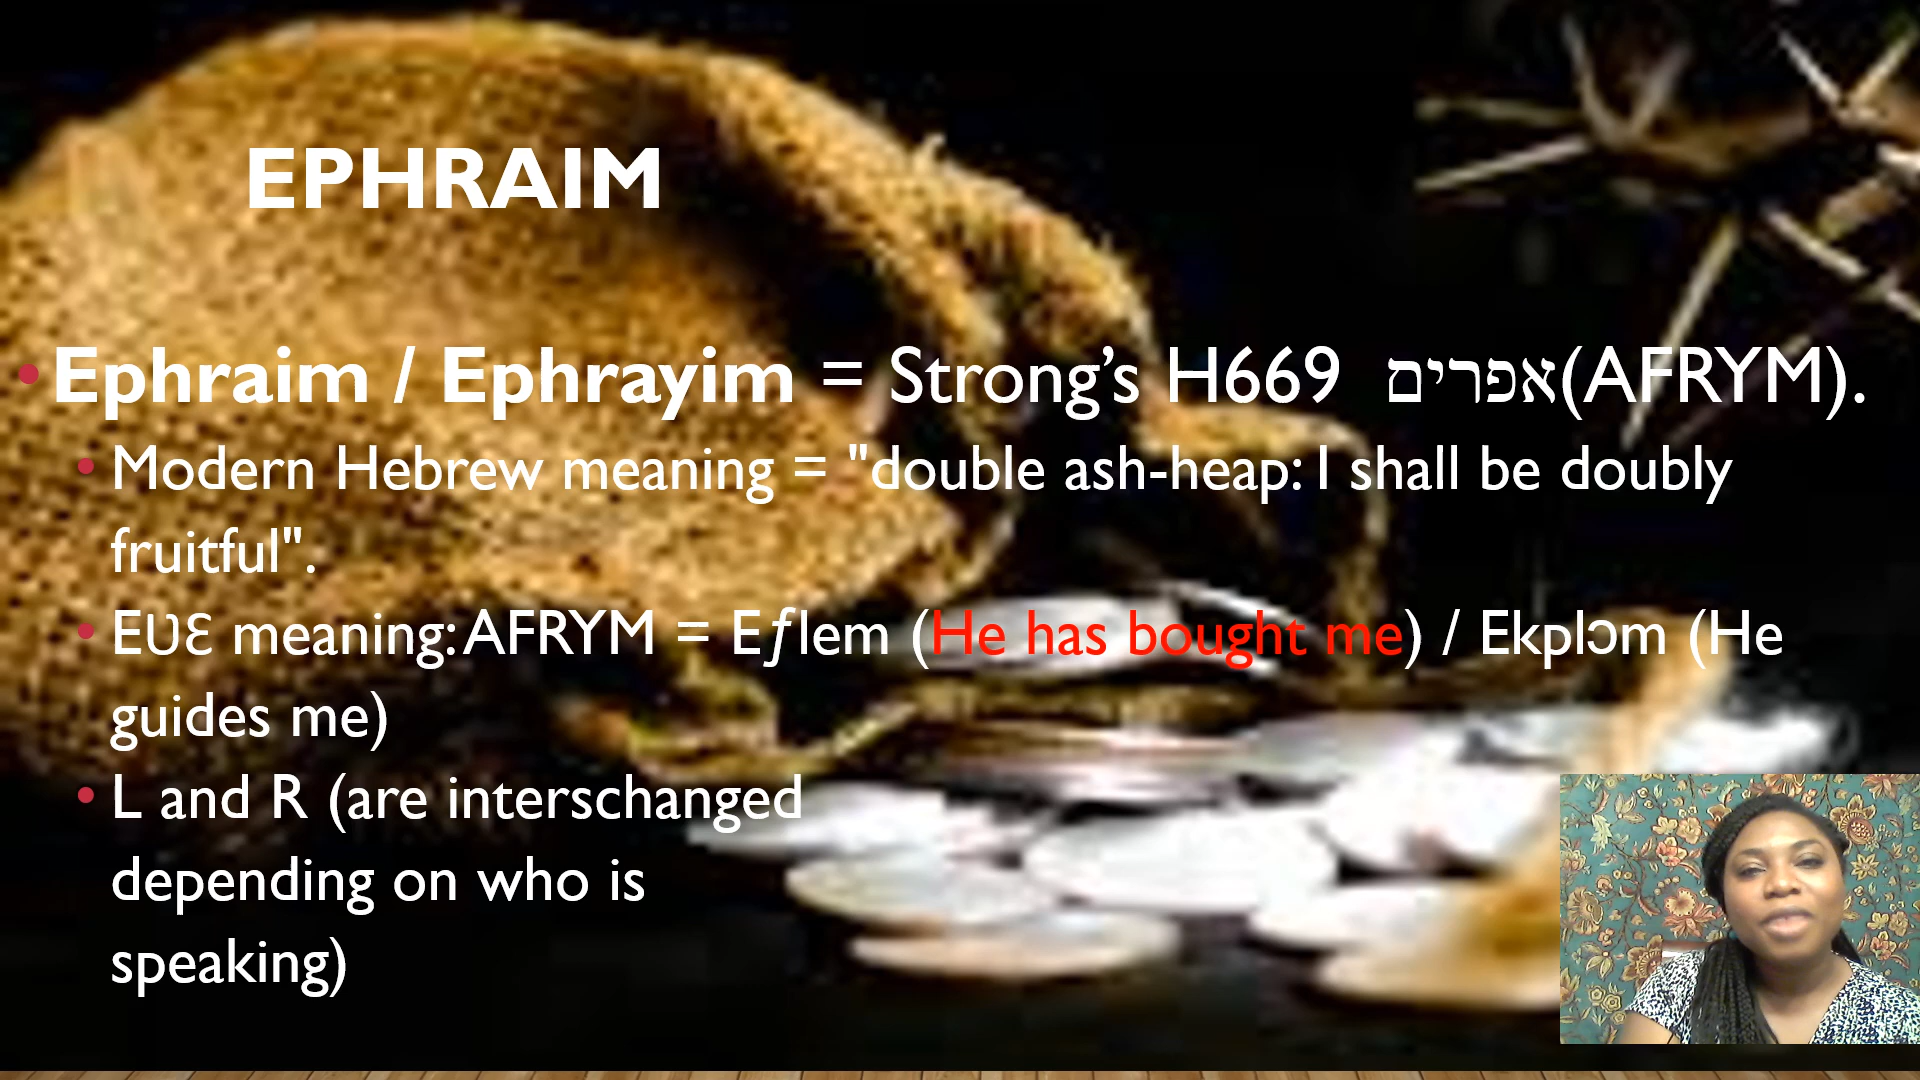 EPHRAIM
• Ephraim / Ephrayim = Strong’s H669 אפרים(AFRYM).
• Modern Hebrew meaning = "double ash-heap: I shall be doubly
fruitful".
• EƲƐ meaning: AFRYM = Eƒlem (He has bought me) / Ekplɔm (He
guides me)
• L and R (are interschanged
depending on who is
speaking)